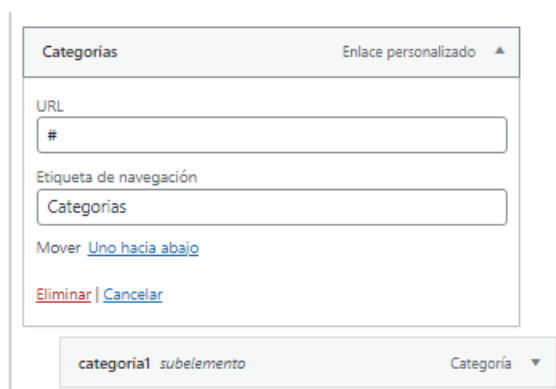 Categorias Enlace personalizado ▲
URL
#
Etiqueta de navegación
Categorias
Mover Uno hacia abajo
Eliminar | Cancelar
categoria1 subelemento Categoría ▼